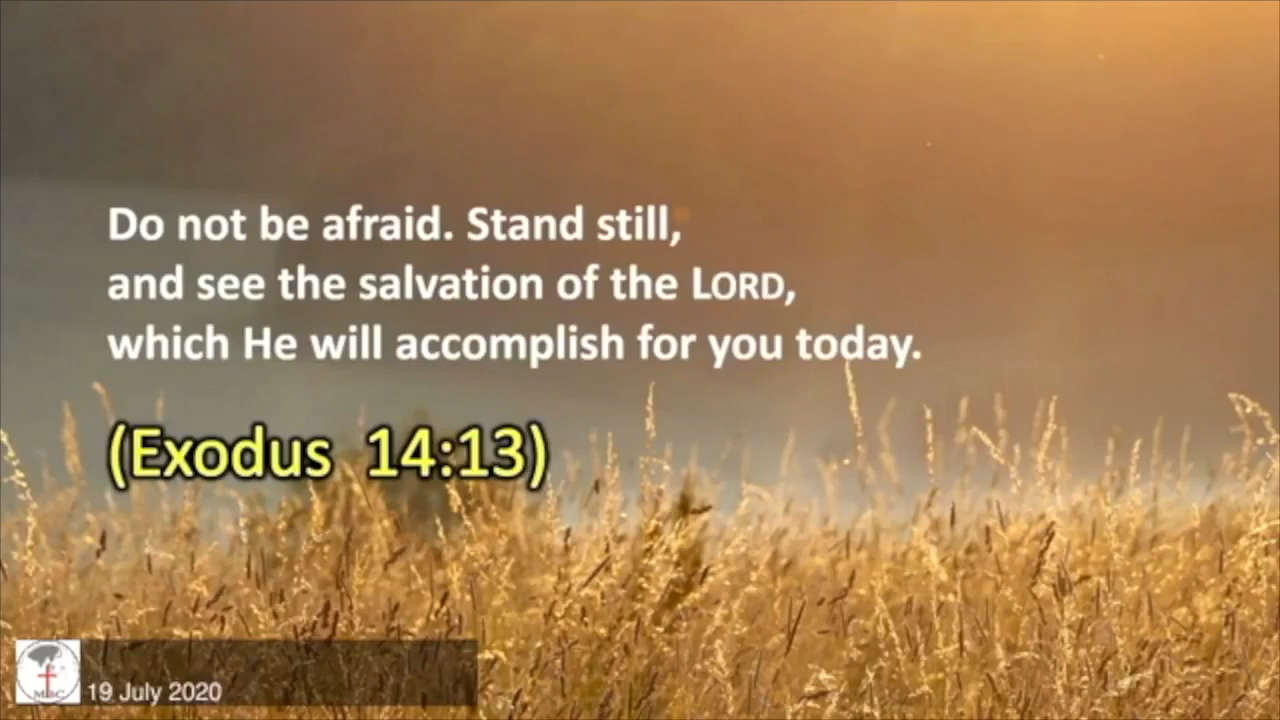 Do not be afraid. Stand still,
and see the salvation of the LORD,
which He will accomplish for you today.
(Exodus 14:13)
MBC
19 July 2020